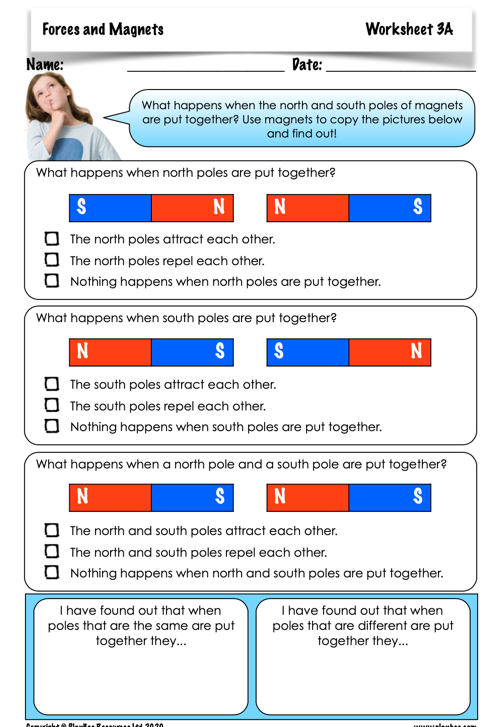 Forces and Magnets
Worksheet 3A
Name: ____________________ Date: ____________________
What happens when the north and south poles of magnets
are put together? Use magnets to copy the pictures below
and find out!
What happens when north poles are put together?
S N N S
The north poles attract each other.
The north poles repel each other.
Nothing happens when north poles are put together.
What happens when south poles are put together?
N S S N
The south poles attract each other.
The south poles repel each other.
Nothing happens when south poles are put together.
What happens when a north pole and a south pole are put together?
N S N S
The north and south poles attract each other.
The north and south poles repel each other.
Nothing happens when north and south poles are put together.
I have found out that when
poles that are the same are put
together they...
I have found out that when
poles that are different are put
together they...